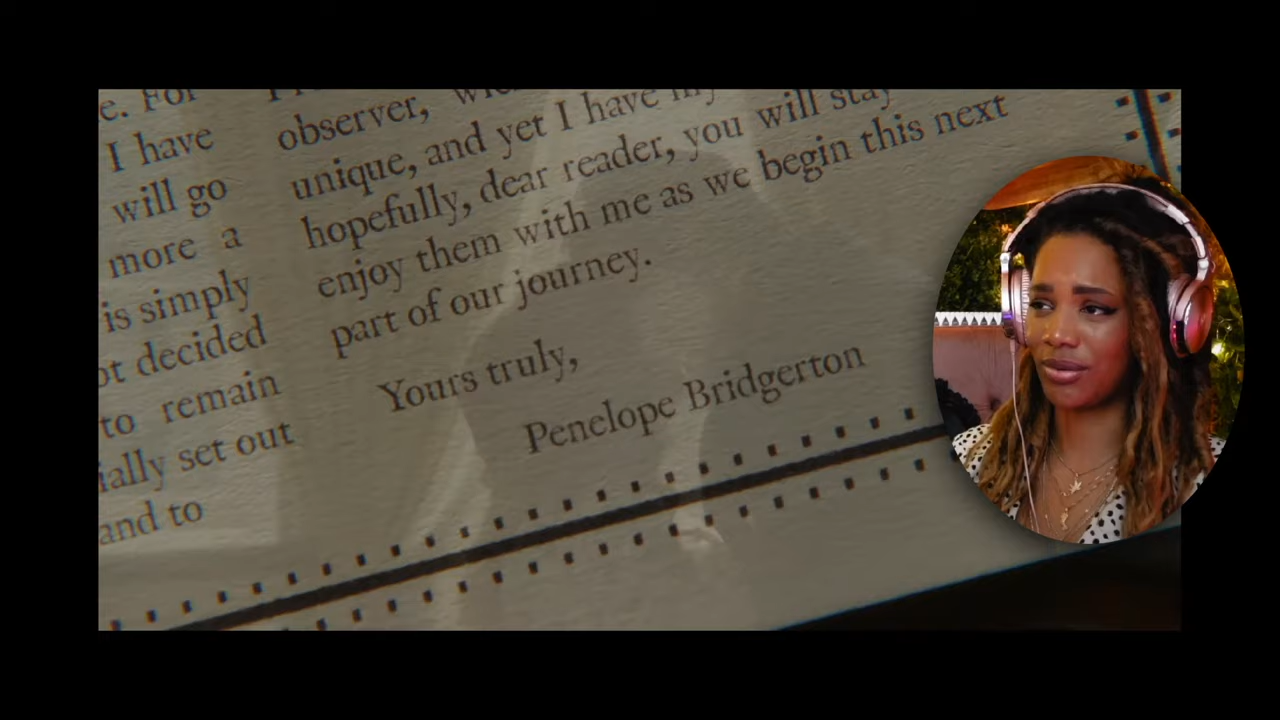 e. For
I have
will go
more a
is simply
ot decided
to remain
ially set out
and to
observer,
unique, and yet I have my
hopefully, dear reader, you will stay
enjoy them with me as we begin this next
part of our journey.
Yours truly,
Penelope Bridgerton